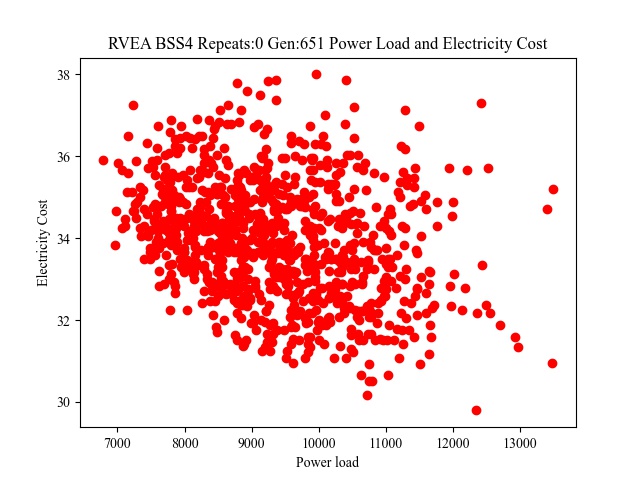 RVEA BSS4 Repeats:0 Gen:651 Power Load and Electricity Cost
38
36
34
32
30
Electricity Cost
7000 8000 9000 10000 11000 12000 13000
Power load